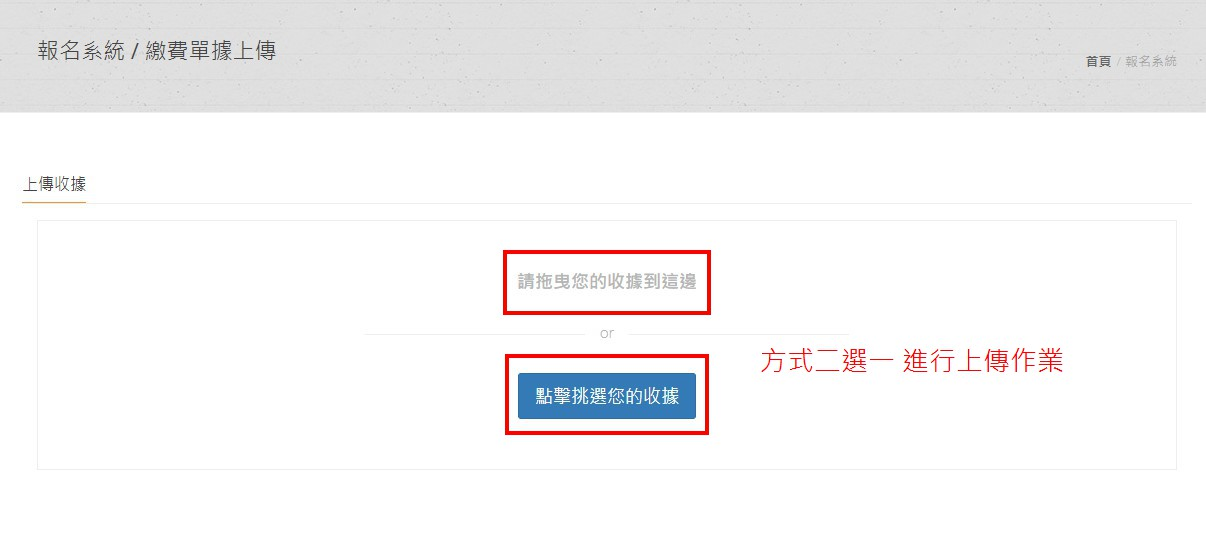 報名系統 / 繳費單據上傳
首頁 / 報名系統
上傳收據
請拖曳您的收據到這邊
or
方式二選一 進行上傳作業
點擊挑選您的收據